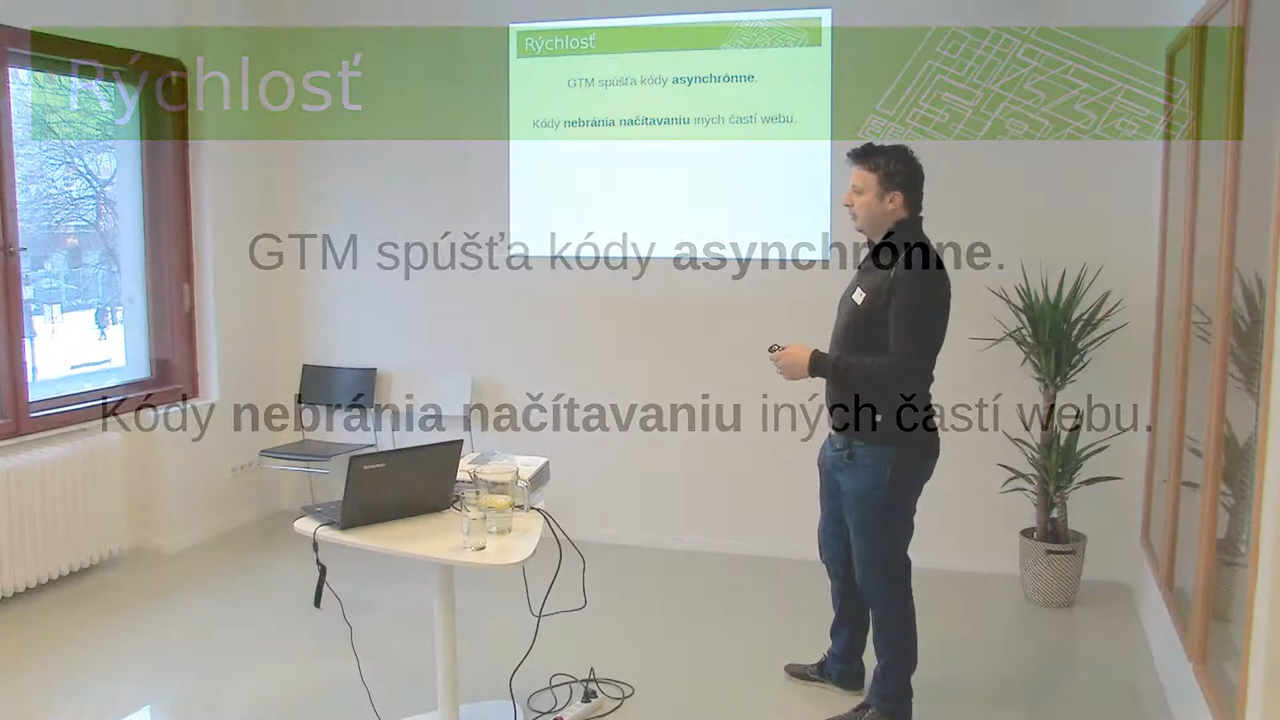 Rýchlosť
GTM spúšťa kódy asynchrónne.
Kódy nebránia načítavaniu iných častí webu.
Rýchlosť
GTM spúšťa kódy asynchrónne.
Kódy nebránia načítavaniu iných častí webu.